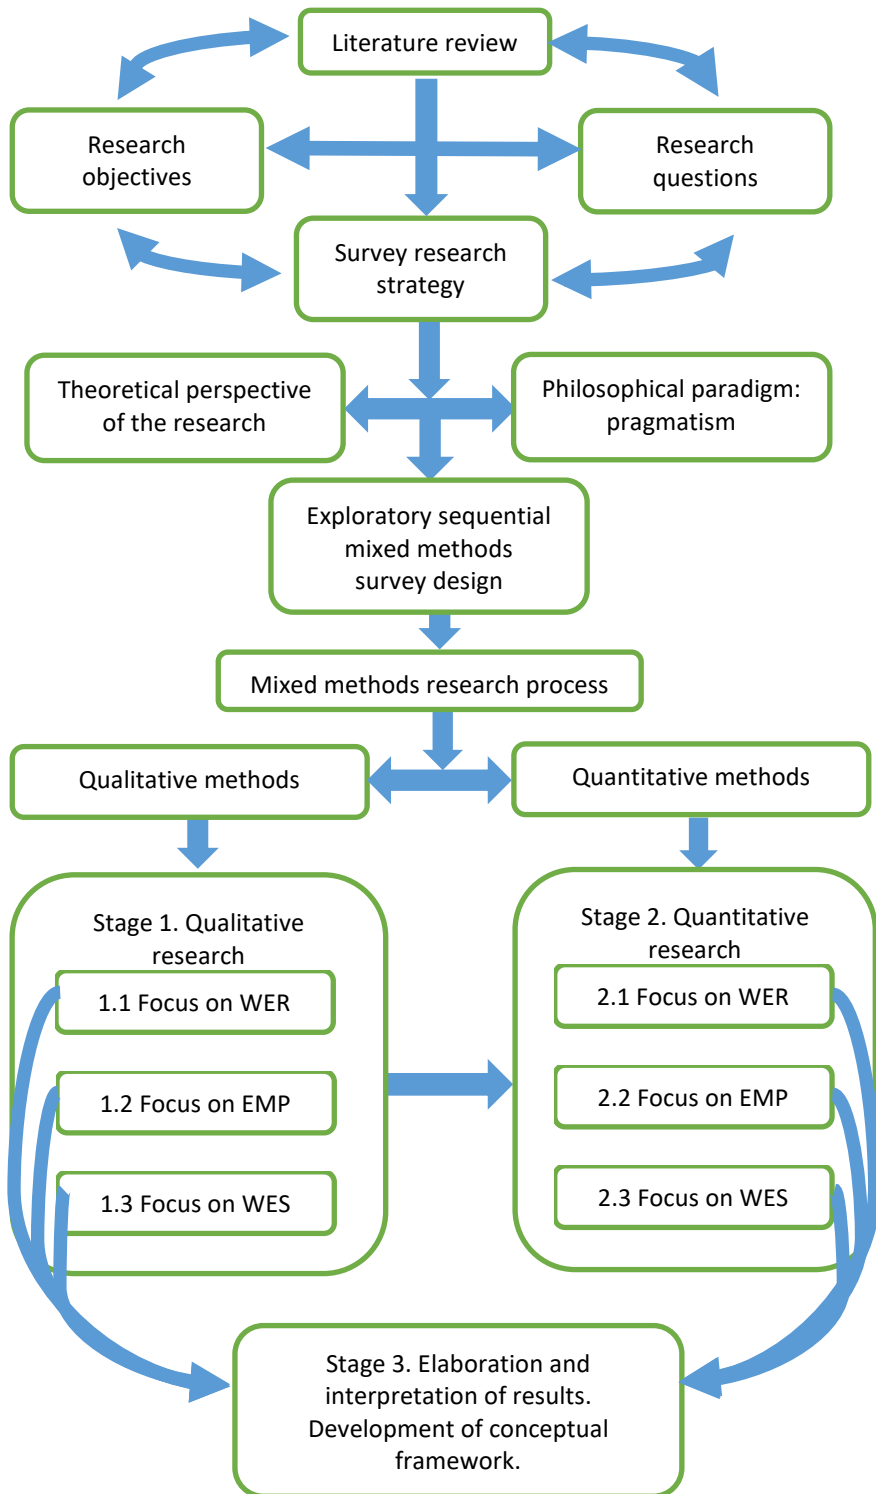 Literature review
Research
objectives
Research
questions
Survey research
strategy
Theoretical perspective
of the research
Philosophical paradigm:
pragmatism
Exploratory sequential
mixed methods
survey design
Mixed methods research process
Qualitative methods
Quantitative methods
Stage 1. Qualitative
research
1.1 Focus on WER
1.2 Focus on EMP
1.3 Focus on WES
Stage 2. Quantitative
research
2.1 Focus on WER
2.2 Focus on EMP
2.3 Focus on WES
Stage 3. Elaboration and
interpretation of results.
Development of conceptual
framework.